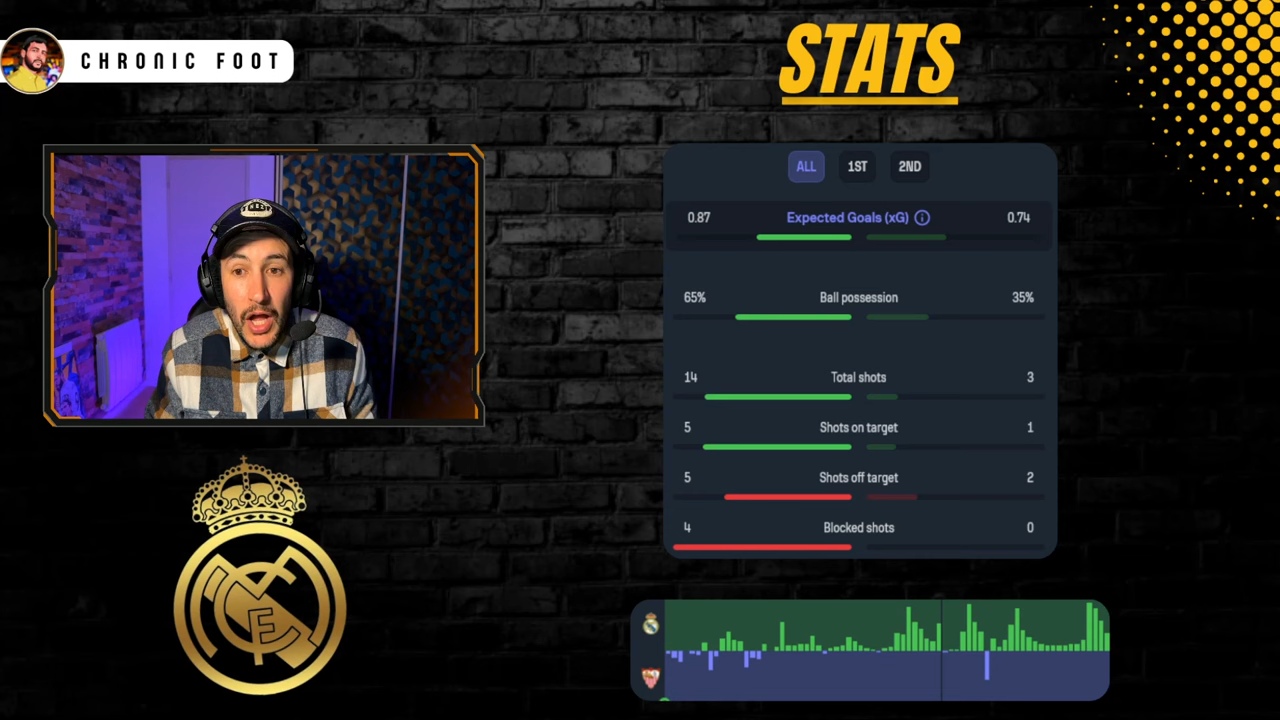 CHRONIC FOOT
STATS
ALL 1ST 2ND
0.87 Expected Goals (xG) 0.74
65% Ball possession 35%
14 Total shots 3
5 Shots on target 1
5 Shots off target 2
4 Blocked shots 0